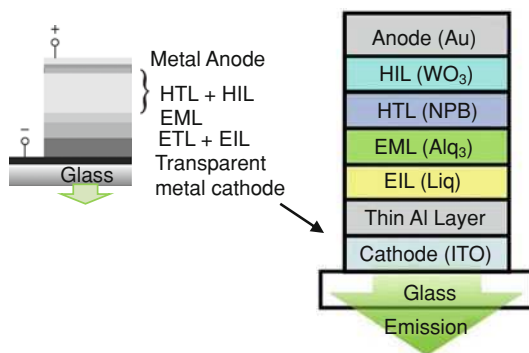 +
Metal Anode
HTL + HIL
EML
ETL + EIL
Transparent
metal cathode
−
Glass
Anode (Au)
HIL (WO₃)
HTL (NPB)
EML (Alq₃)
EIL (Liq)
Thin Al Layer
Cathode (ITO)
Glass
Emission